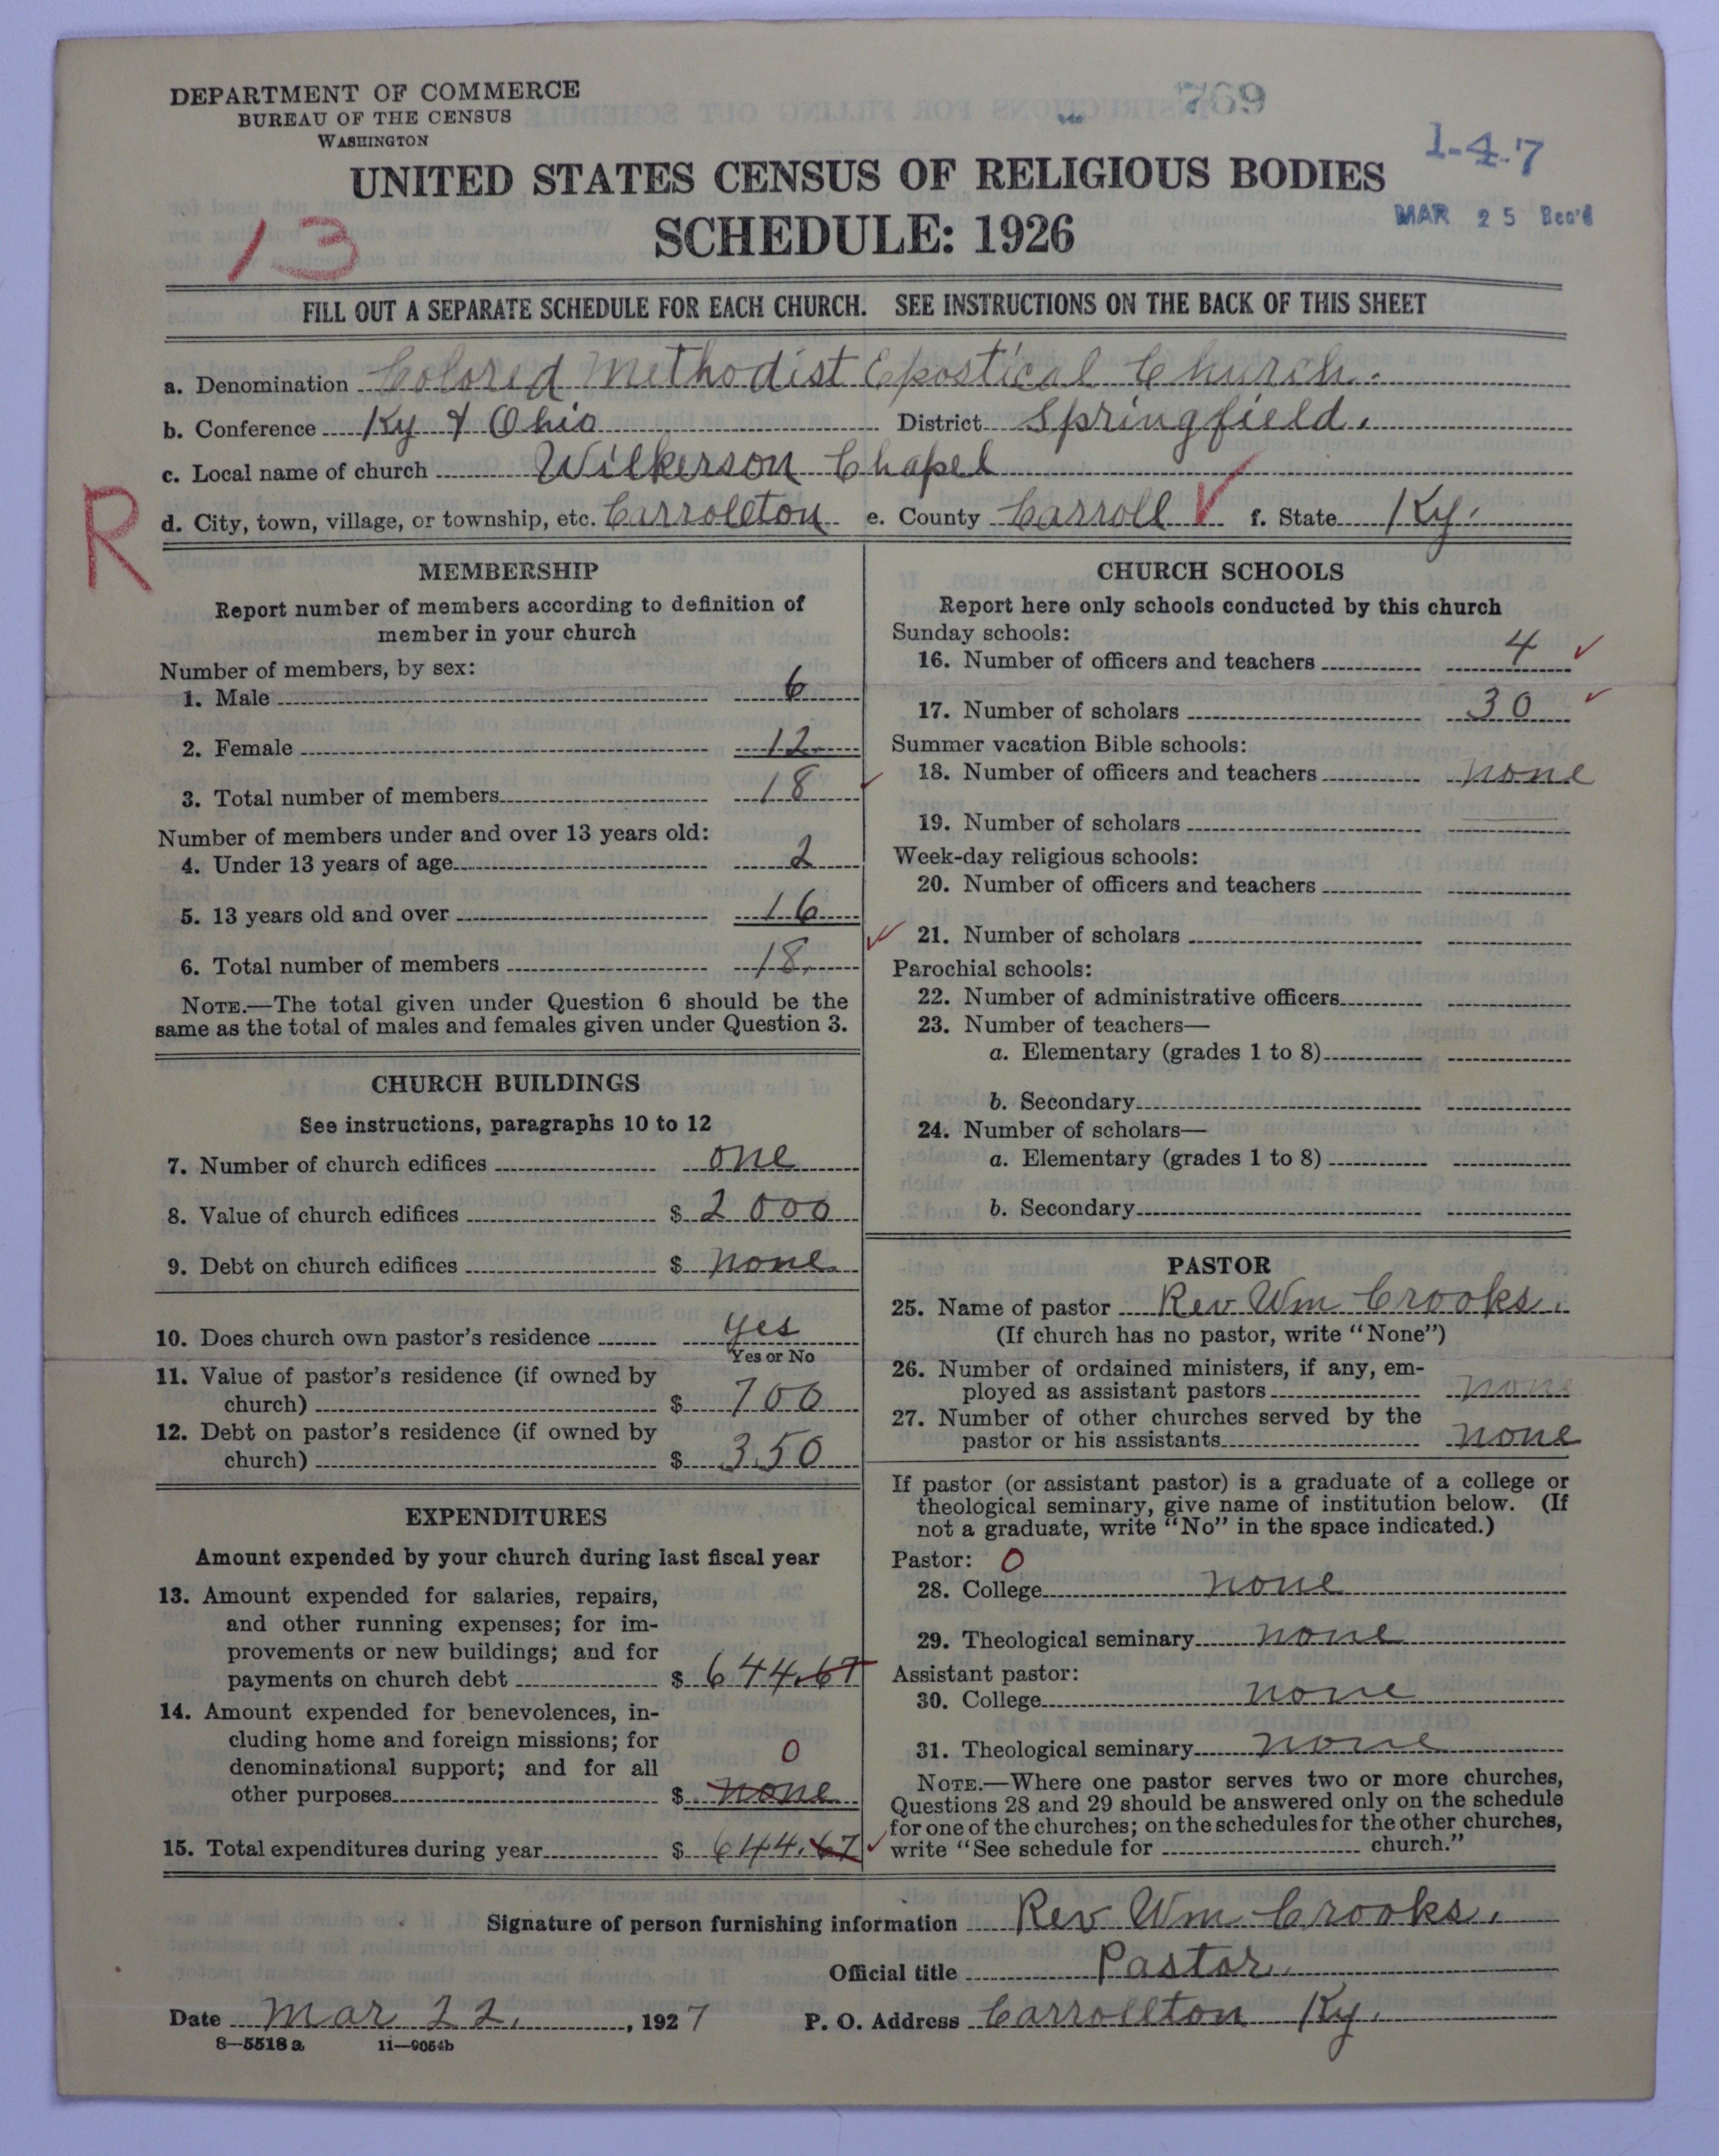 DEPARTMENT OF COMMERCE
BUREAU OF THE CENSUS
WASHINGTON
769
1-4-7
UNITED STATES CENSUS OF RELIGIOUS BODIES
MAR 25 Rec'd
13
SCHEDULE: 1926
FILL OUT A SEPARATE SCHEDULE FOR EACH CHURCH. SEE INSTRUCTIONS ON THE BACK OF THIS SHEET
a. Denomination Colored Methodist Epostical Church.
b. Conference Ky & Ohio District Springfield.
c. Local name of church Wilkerson Chapel
R
d. City, town, village, or township, etc. Carrollton e. County Carroll ✓ f. State Ky.
MEMBERSHIP
Report number of members according to definition of
member in your church
Number of members, by sex:
1. Male 6
2. Female 12
3. Total number of members 18 ✓
Number of members under and over 13 years old:
4. Under 13 years of age 2
5. 13 years old and over 16
6. Total number of members 18. ✓
NOTE.—The total given under Question 6 should be the
same as the total of males and females given under Question 3.
CHURCH BUILDINGS
See instructions, paragraphs 10 to 12
7. Number of church edifices one
8. Value of church edifices $ 2000
9. Debt on church edifices $ none
10. Does church own pastor's residence yes
Yes or No
11. Value of pastor's residence (if owned by
church) $ 700
12. Debt on pastor's residence (if owned by
church) $ 350
EXPENDITURES
Amount expended by your church during last fiscal year
13. Amount expended for salaries, repairs,
and other running expenses; for im-
provements or new buildings; and for
payments on church debt $ 644.67
14. Amount expended for benevolences, in-
cluding home and foreign missions; for
denominational support; and for all 0
other purposes $ none
15. Total expenditures during year $ 644.67 ✓
CHURCH SCHOOLS
Report here only schools conducted by this church
Sunday schools:
16. Number of officers and teachers 4 ✓
17. Number of scholars 30 ✓
Summer vacation Bible schools:
18. Number of officers and teachers none
19. Number of scholars
Week-day religious schools:
20. Number of officers and teachers
21. Number of scholars
Parochial schools:
22. Number of administrative officers
23. Number of teachers—
a. Elementary (grades 1 to 8)
b. Secondary
24. Number of scholars—
a. Elementary (grades 1 to 8)
b. Secondary
PASTOR
25. Name of pastor Rev Wm Crooks.
(If church has no pastor, write "None")
26. Number of ordained ministers, if any, em-
ployed as assistant pastors none
27. Number of other churches served by the
pastor or his assistants none
If pastor (or assistant pastor) is a graduate of a college or
theological seminary, give name of institution below. (If
not a graduate, write "No" in the space indicated.)
Pastor: 0
28. College none
29. Theological seminary none
Assistant pastor:
30. College none
31. Theological seminary none
NOTE.—Where one pastor serves two or more churches,
Questions 28 and 29 should be answered only on the schedule
for one of the churches; on the schedules for the other churches,
write "See schedule for church."
Signature of person furnishing information Rev Wm Crooks.
Official title Pastor.
Date Mar 22, 1927 P. O. Address Carrollton Ky.
8—5518 a 11—9054b